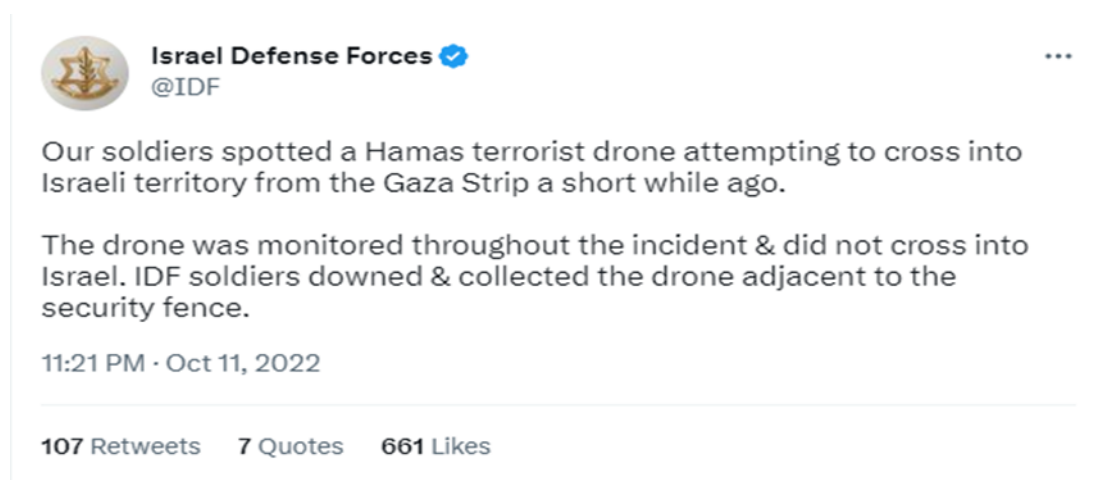 Israel Defense Forces
@IDF
Our soldiers spotted a Hamas terrorist drone attempting to cross into
Israeli territory from the Gaza Strip a short while ago.
The drone was monitored throughout the incident & did not cross into
Israel. IDF soldiers downed & collected the drone adjacent to the
security fence.
11:21 PM · Oct 11, 2022
107 Retweets 7 Quotes 661 Likes